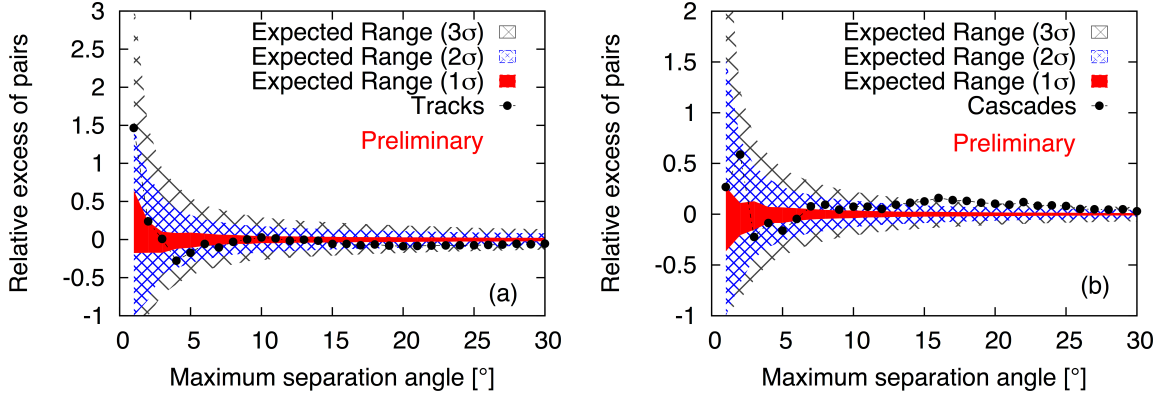 Relative excess of pairs
3
2.5
2
1.5
1
0.5
0
-0.5
-1
Expected Range (3σ)
Expected Range (2σ)
Expected Range (1σ)
Tracks
Preliminary
(a)
0 5 10 15 20 25 30
Maximum separation angle [°]
Relative excess of pairs
2
1.5
1
0.5
0
-0.5
-1
Expected Range (3σ)
Expected Range (2σ)
Expected Range (1σ)
Cascades
Preliminary
(b)
0 5 10 15 20 25 30
Maximum separation angle [°]